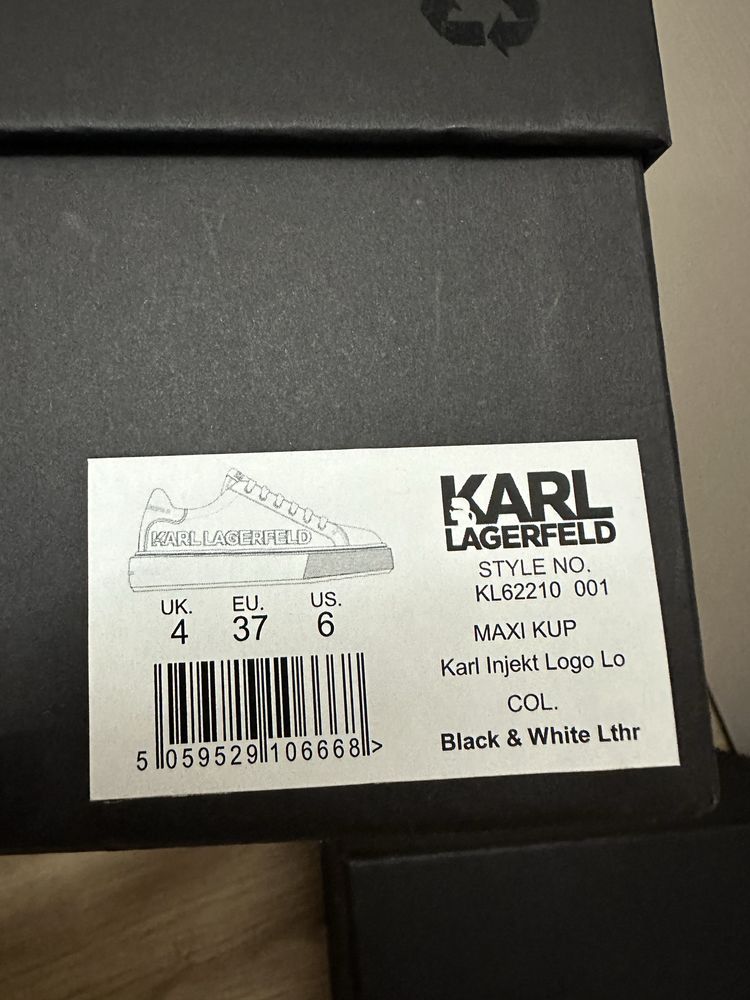 KARL LAGERFELD
UK. EU. US.
4 37 6
5 059529 106668 >
KARL
LAGERFELD
STYLE NO.
KL62210 001
MAXI KUP
Karl Injekt Logo Lo
COL.
Black & White Lthr